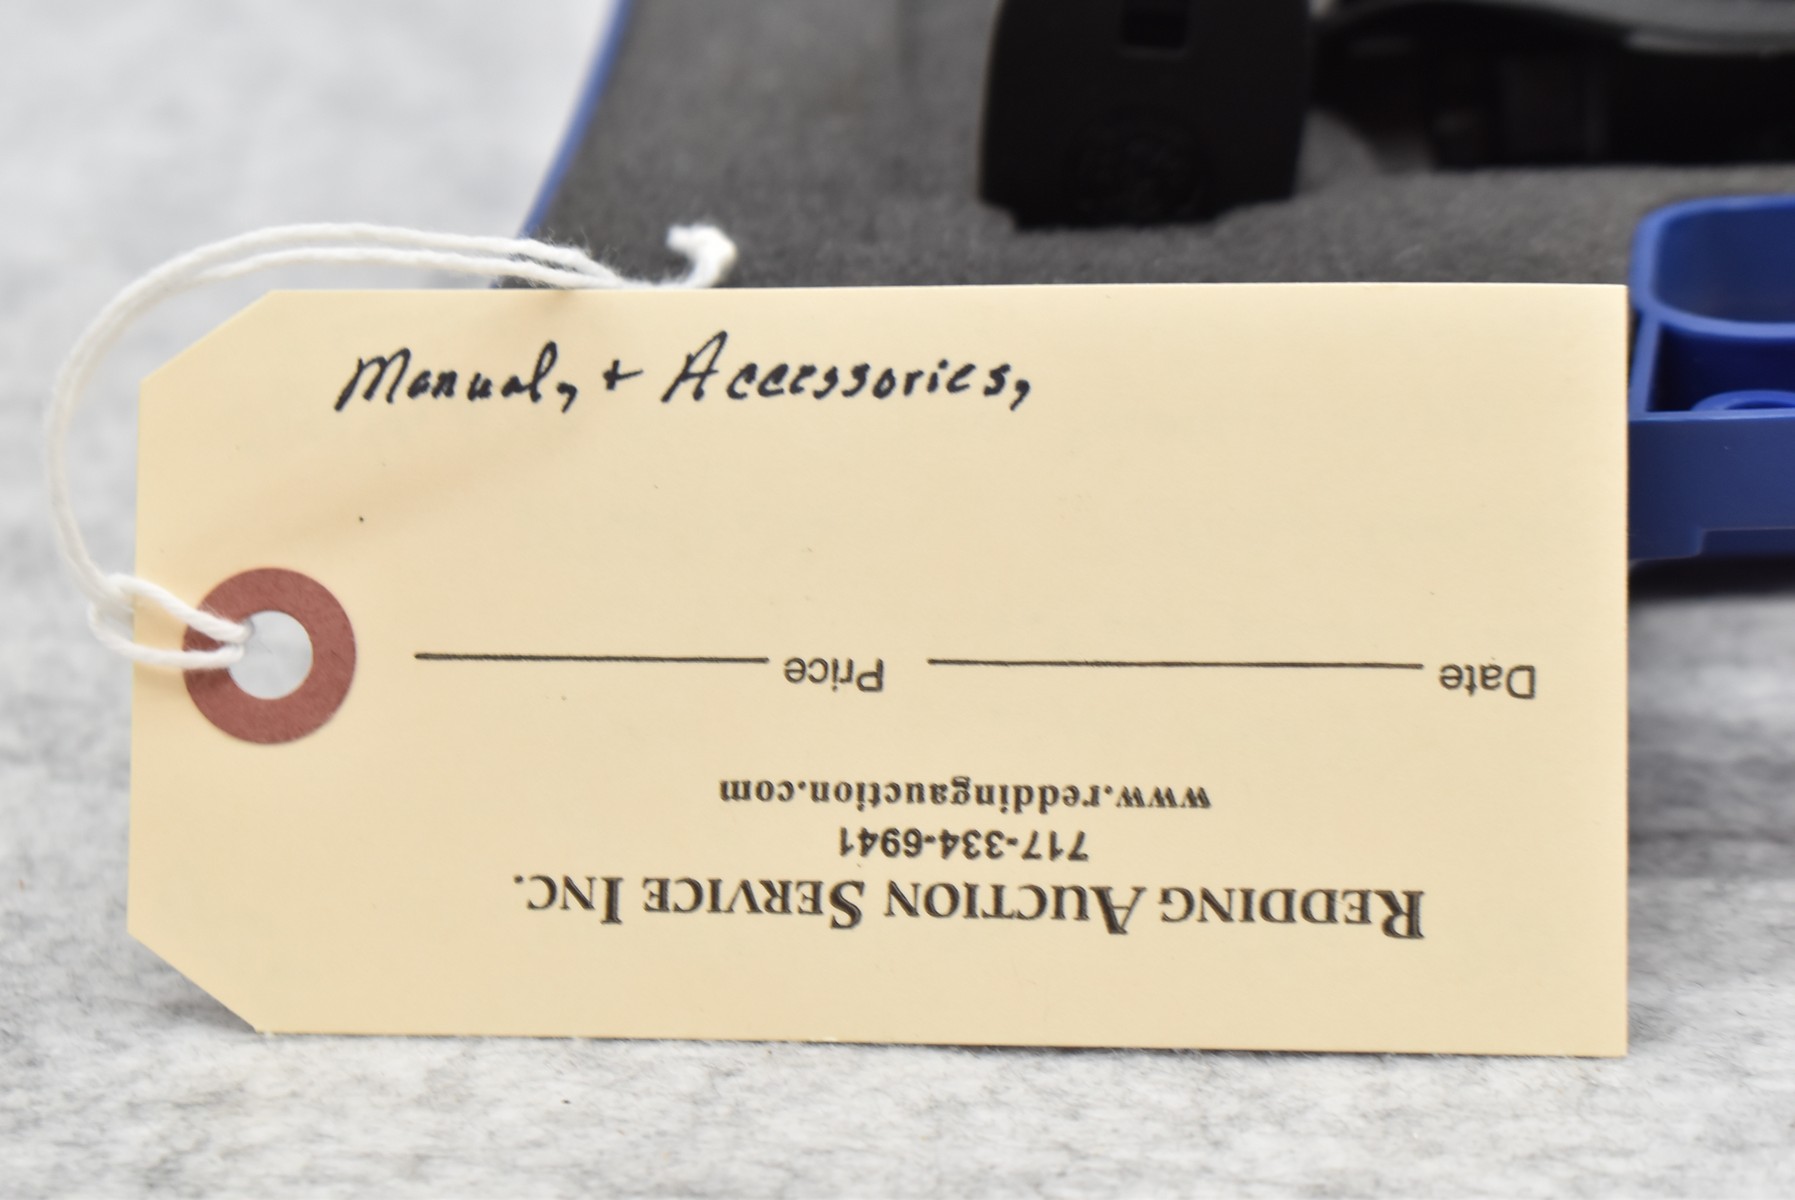 Manual, + Accessories,
REDDING AUCTION SERVICE INC.
717-334-6941
www.reddingauction.com
Date Price